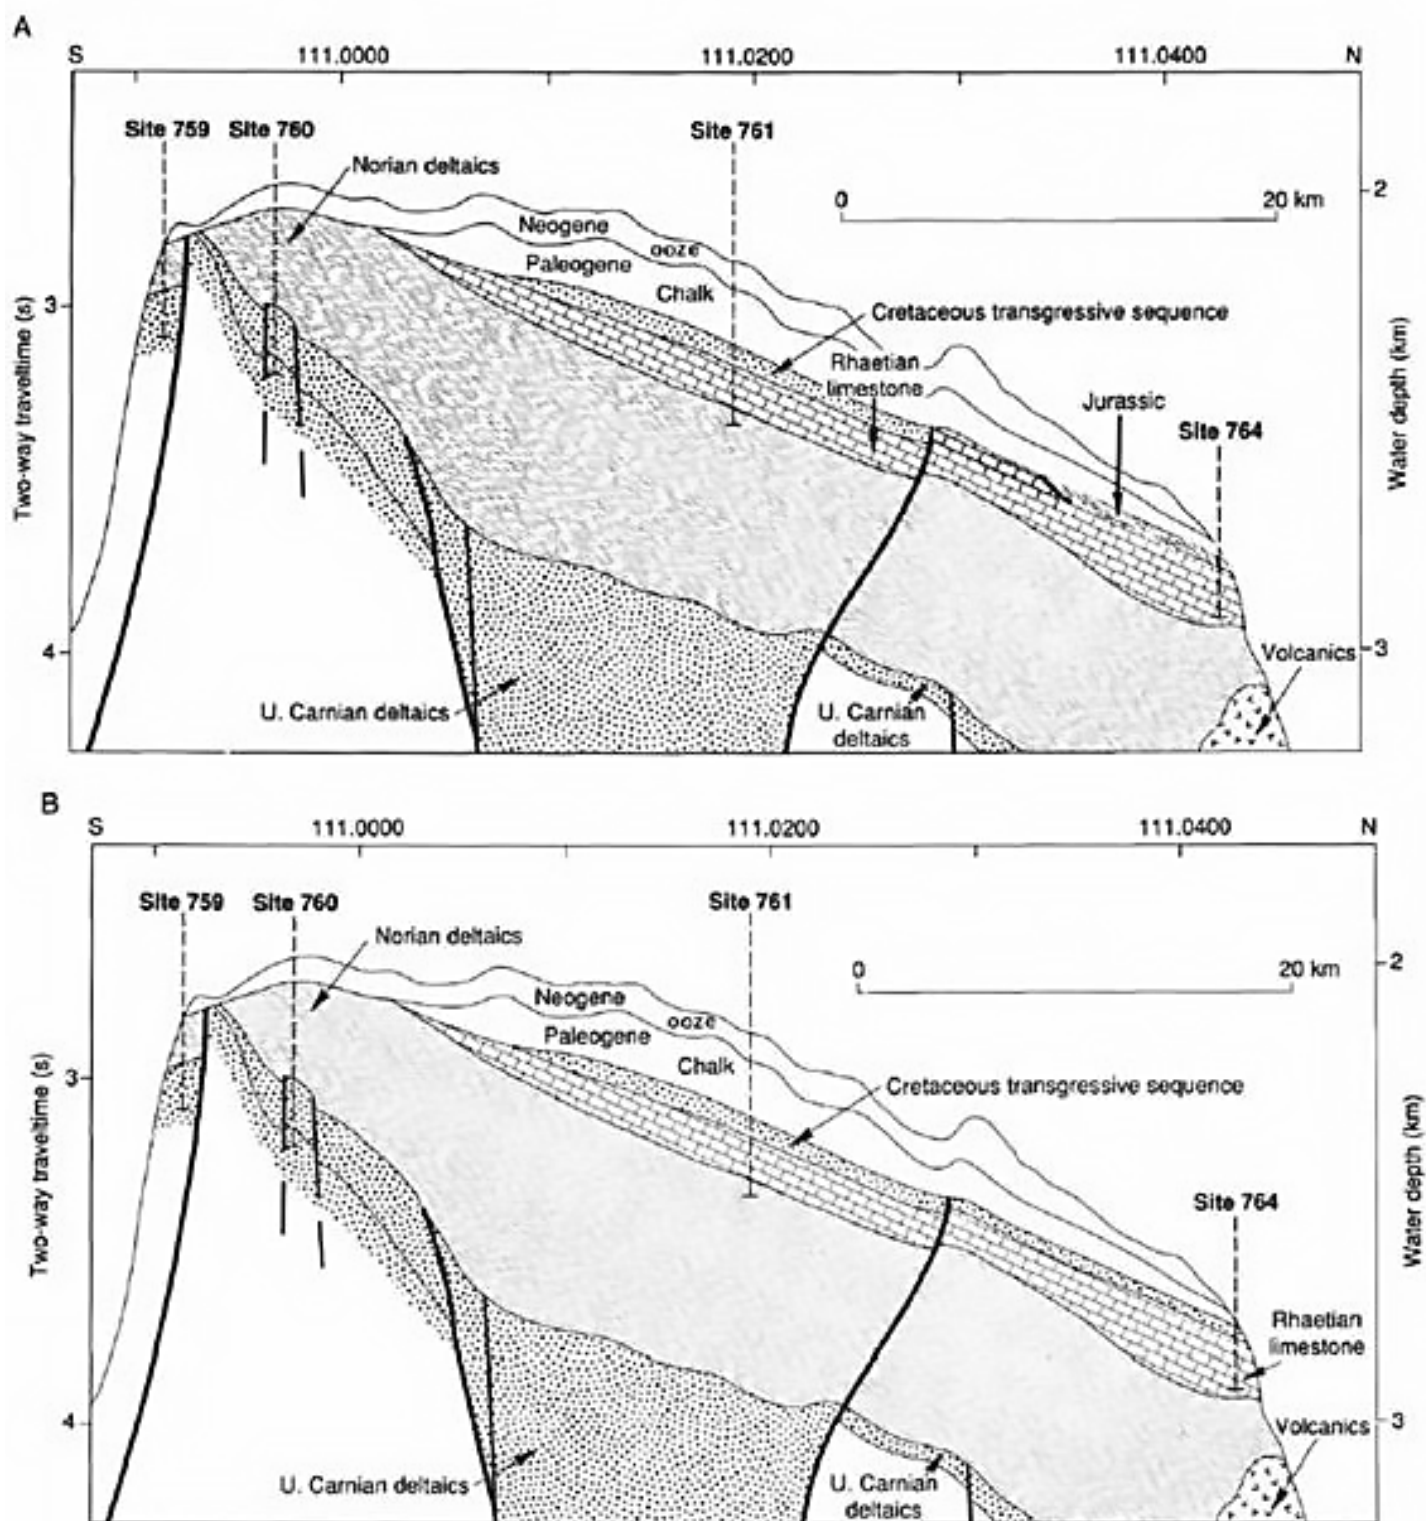 A
S 111.0000 111.0200 111.0400 N
Site 759 Site 760 Site 761
Norian deltaics
2
0 20 km
Neogene
ooze
Paleogene
Chalk
3
Cretaceous transgressive sequence
Rhaetian
limestone
Jurassic
Site 764
Two-way traveltime (s)
Water depth (km)
4
Volcanics
3
U. Carnian deltaics
U. Carnian
deltaics
B
S 111.0000 111.0200 111.0400 N
Site 759 Site 760 Site 761
Norian deltaics
2
0 20 km
Neogene
ooze
Paleogene
Chalk
3
Cretaceous transgressive sequence
Site 764
Two-way traveltime (s)
Water depth (km)
Rhaetian
limestone
4
Volcanics
3
U. Carnian deltaics
U. Carnian
deltaics